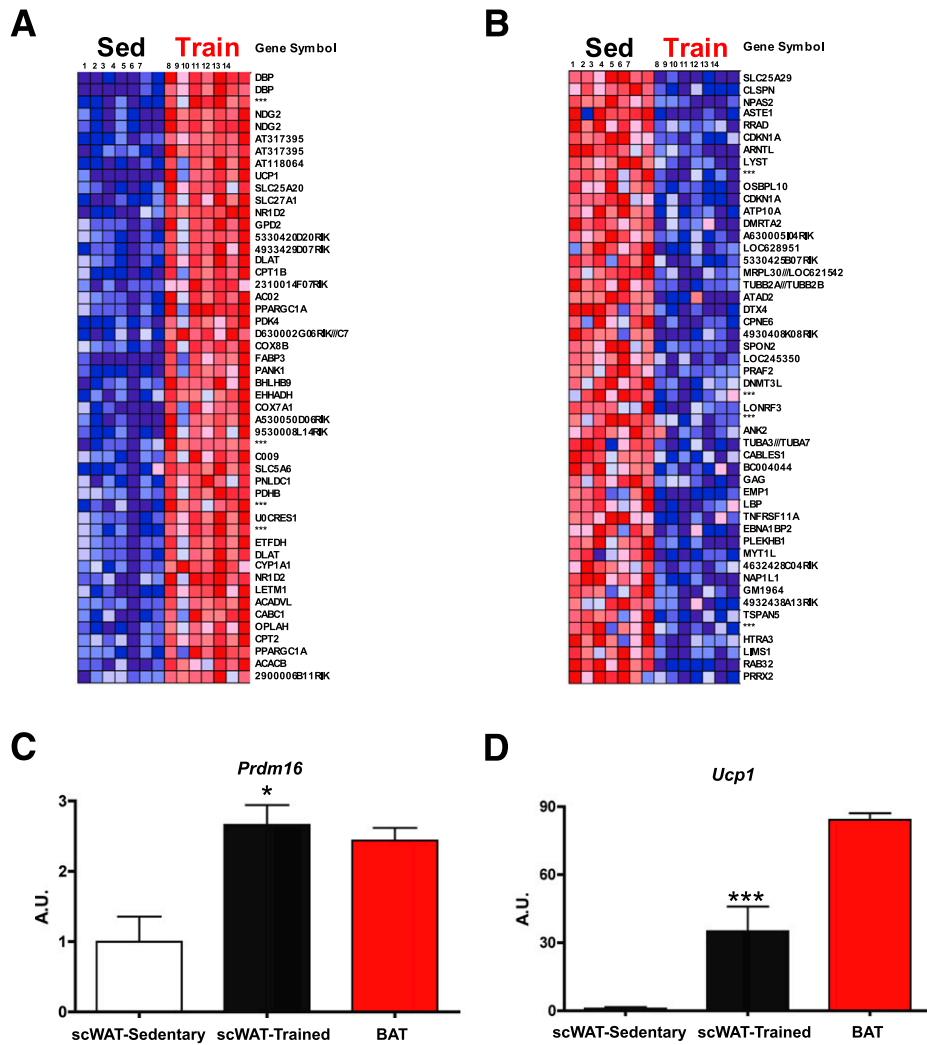 A
Sed Train Gene Symbol
1 2 3 4 5 6 7 8 9 10 11 12 13 14
DBP
DBP
***
NDG2
NDG2
AT317395
AT317395
AT118064
UCP1
SLC25A20
SLC27A1
NR1D2
GPD2
5330420D20RIK
4933429D07RIK
DLAT
CPT1B
2310014F07RIK
AC02
PPARGC1A
PDK4
D630002G06RIK///C7
COX8B
FABP3
PANK1
BHLHB9
EHHADH
COX7A1
A530050D06RIK
9530008L14RIK
***
C009
SLC5A6
PNLDC1
PDHB
***
U0CRES1
***
ETFDH
DLAT
CYP1A1
NR1D2
LETM1
ACADVL
CABC1
OPLAH
CPT2
PPARGC1A
ACACB
2900006B11RIK
B
Sed Train Gene Symbol
1 2 3 4 5 6 7 8 9 10 11 12 13 14
SLC25A29
CLSPN
NPAS2
ASTE1
RRAD
CDKN1A
ARNTL
LYST
***
OSBPL10
CDKN1A
ATP10A
DMRTA2
A630005I04RIK
LOC628951
5330425B07RIK
MRPL30///LOC621542
TUBB2A///TUBB2B
ATAD2
DTX4
CPNE6
4930408K08RIK
SPON2
LOC245350
PRAF2
DNMT3L
***
LONRF3
***
ANK2
TUBA3///TUBA7
CABLES1
BC004044
GAG
EMP1
LBP
TNFRSF11A
EBNA1BP2
PLEKHB1
MYT1L
4632428C04RIK
NAP1L1
GM1964
4932438A13RIK
TSPAN5
***
HTRA3
LIMS1
RAB32
PRRX2
C
Prdm16
*
3
2
1
0
A.U.
scWAT-Sedentary scWAT-Trained BAT
D
Ucp1
***
90
60
30
0
A.U.
scWAT-Sedentary scWAT-Trained BAT